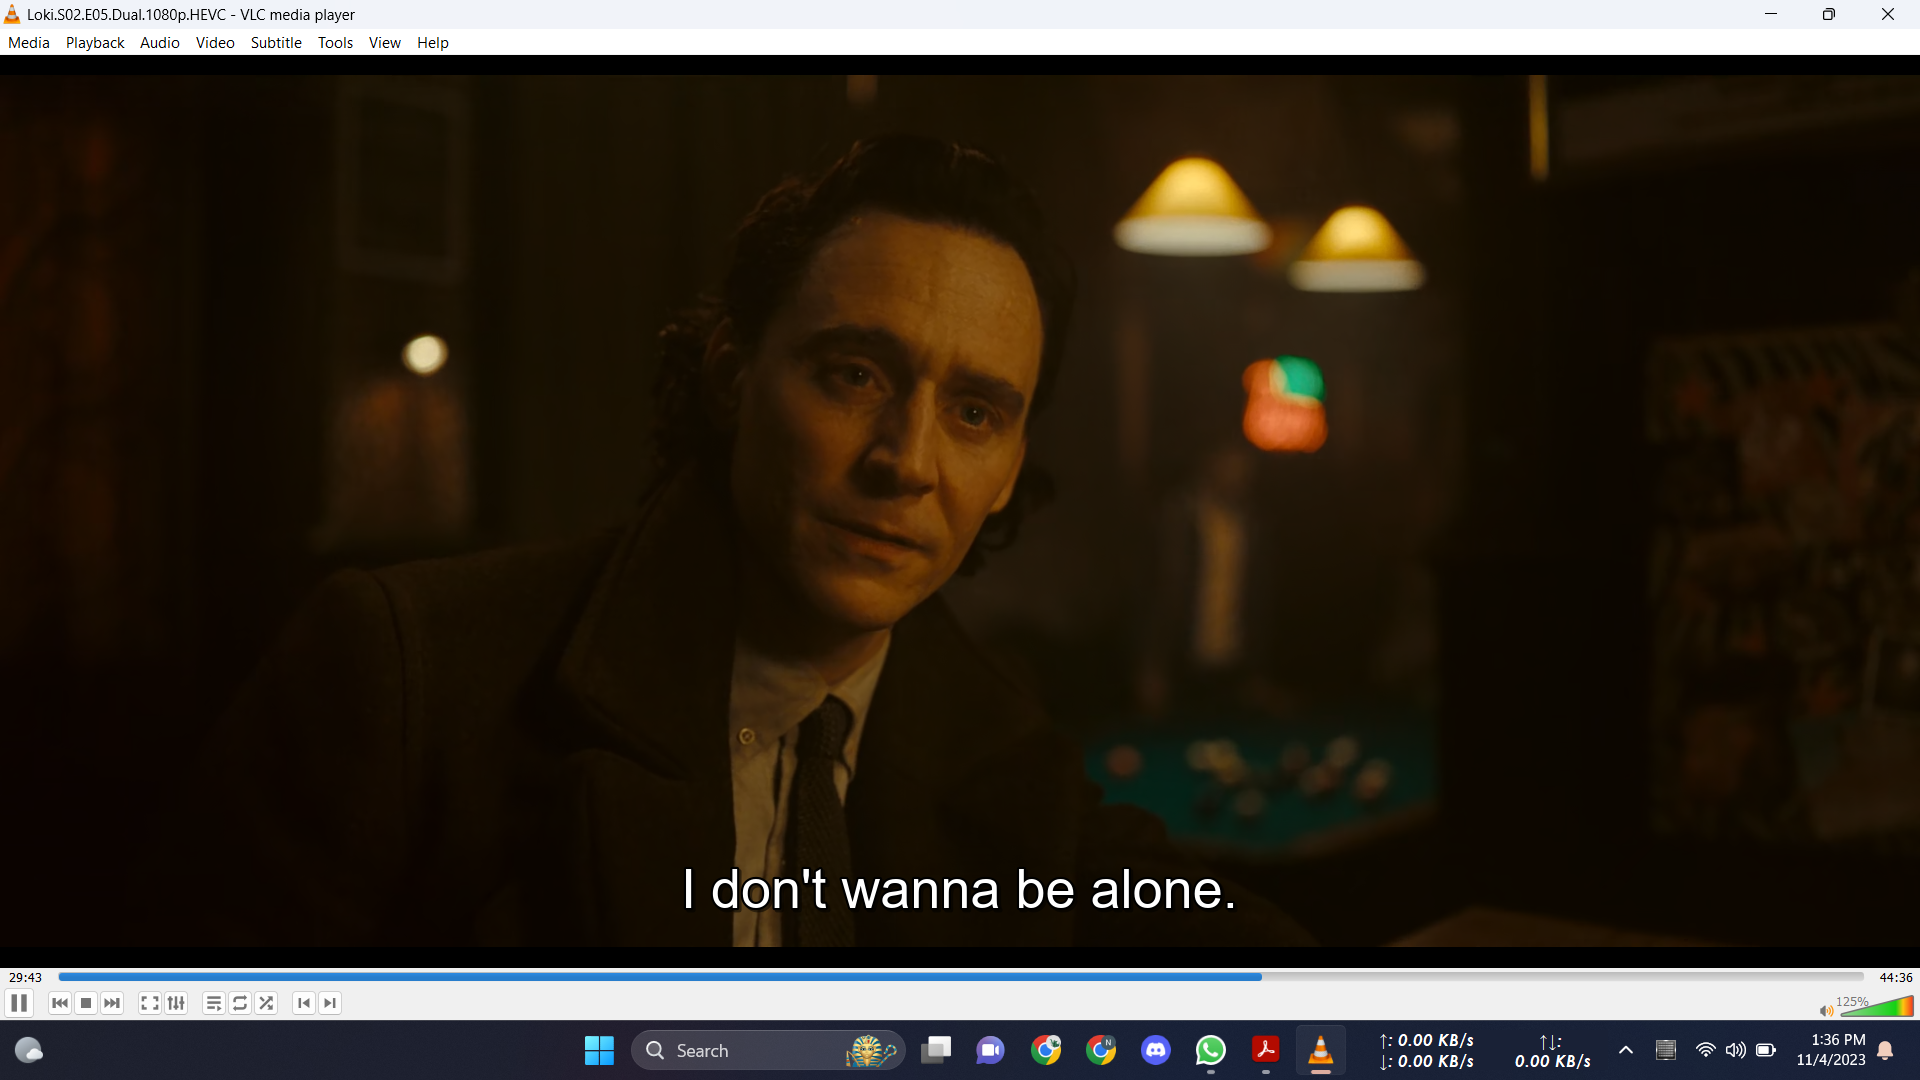 Loki.S02.E05.Dual.1080p.HEVC - VLC media player
Media Playback Audio Video Subtitle Tools View Help
I don't wanna be alone.
29:43 44:36
125%
Search
N
↑: 0.00 KB/s
↓: 0.00 KB/s
↑↓:
0.00 KB/s
1:36 PM
11/4/2023